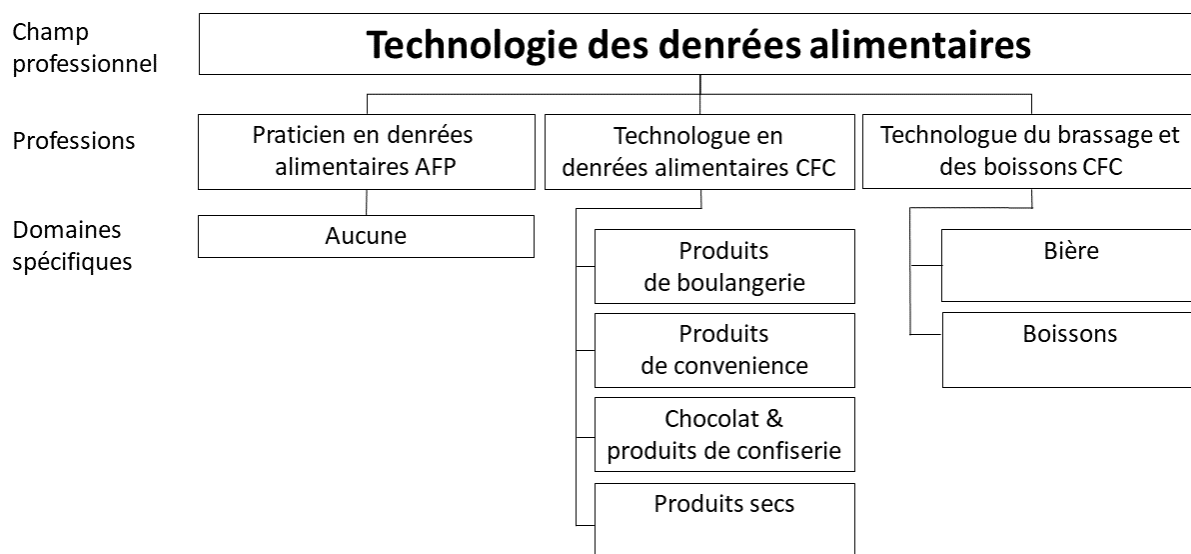 Champ
professionnel
Technologie des denrées alimentaires
Professions
Praticien en denrées
alimentaires AFP
Technologue en
denrées alimentaires CFC
Technologue du brassage et
des boissons CFC
Domaines
spécifiques
Aucune
Produits
de boulangerie
Bière
Produits
de convenience
Boissons
Chocolat &
produits de confiserie
Produits secs